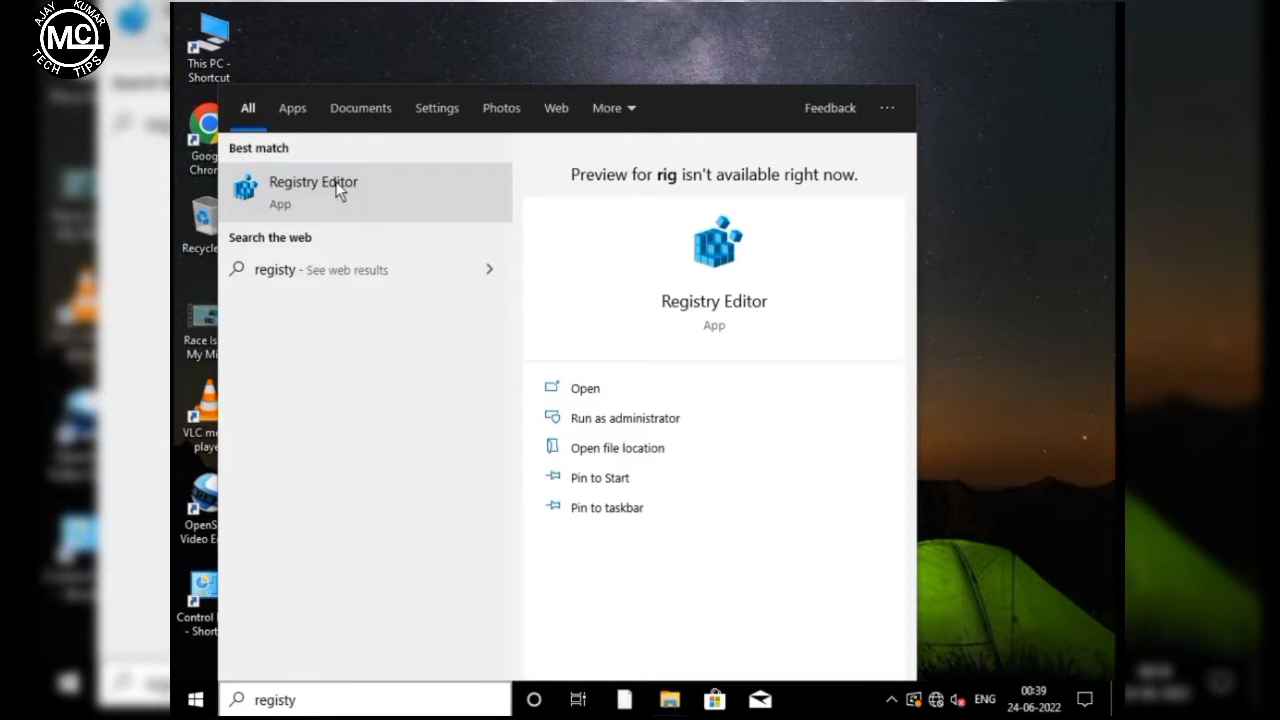 AJAY KUMAR
MC
TECH TIPS
This PC -
Shortcut
All Apps Documents Settings Photos Web More Feedback ...
Best match
Registry Editor
App
Search the web
registy - See web results
Preview for rig isn't available right now.
Registry Editor
App
Open
Run as administrator
Open file location
Pin to Start
Pin to taskbar
Goog
Chron
Recycle
Race Is
My Mi
VLC me
playe
OpenS
Video E
Control
- Short
registy
ENG
00:39
24-06-2022